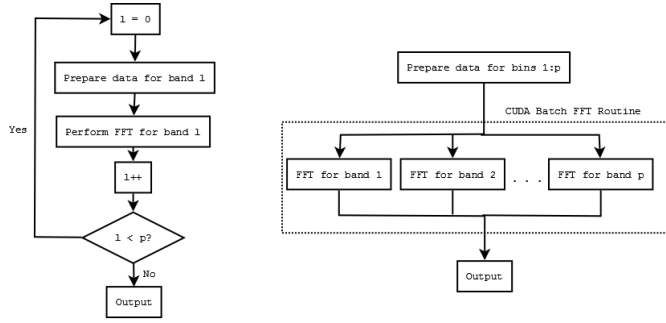 l = 0
Prepare data for band l
Perform FFT for band l
l++
l < p?
Yes
No
Output
Prepare data for bins 1:p
CUDA Batch FFT Routine
FFT for band 1
FFT for band 2
. . .
FFT for band p
Output